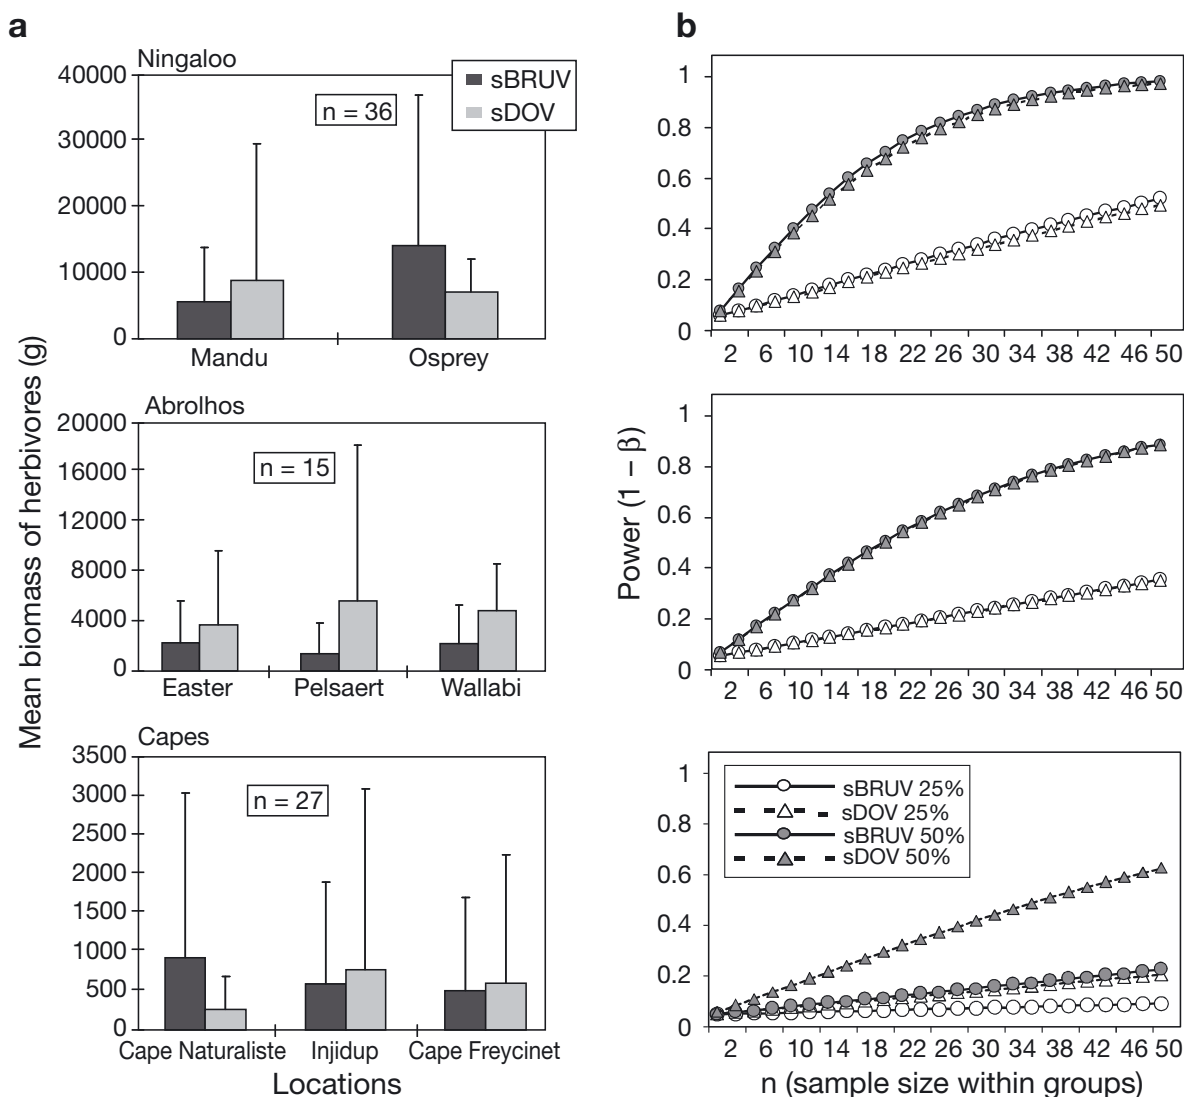 a
Mean biomass of herbivores (g)
Ningaloo
sBRUV
sDOV
n = 36
40000
30000
20000
10000
0
Mandu Osprey
Abrolhos
n = 15
20000
16000
12000
8000
4000
0
Easter Pelsaert Wallabi
Capes
n = 27
3500
3000
2500
2000
1500
1000
500
0
Cape Naturaliste Injidup Cape Freycinet
Locations
b
Power (1 – β)
1
0.8
0.6
0.4
0.2
0
2 6 10 14 18 22 26 30 34 38 42 46 50
1
0.8
0.6
0.4
0.2
0
2 6 10 14 18 22 26 30 34 38 42 46 50
1
0.8
0.6
0.4
0.2
0
sBRUV 25%
sDOV 25%
sBRUV 50%
sDOV 50%
2 6 10 14 18 22 26 30 34 38 42 46 50
n (sample size within groups)